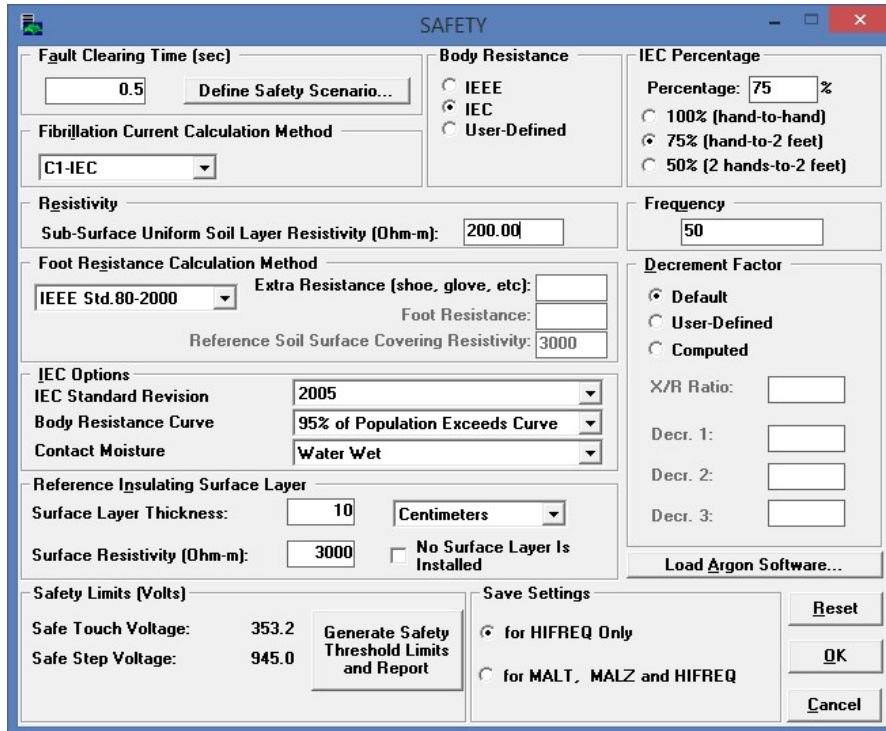 SAFETY
Fault Clearing Time (sec)
0.5
Define Safety Scenario...
Body Resistance
IEEE
IEC
User-Defined
IEC Percentage
Percentage: 75 %
100% (hand-to-hand)
75% (hand-to-2 feet)
50% (2 hands-to-2 feet)
Fibrillation Current Calculation Method
C1-IEC
Resistivity
Sub-Surface Uniform Soil Layer Resistivity (Ohm-m): 200.00
Frequency
50
Foot Resistance Calculation Method
IEEE Std.80-2000
Extra Resistance (shoe, glove, etc):
Foot Resistance:
Reference Soil Surface Covering Resistivity: 3000
Decrement Factor
Default
User-Defined
Computed
X/R Ratio:
Decr. 1:
Decr. 2:
Decr. 3:
IEC Options
IEC Standard Revision 2005
Body Resistance Curve 95% of Population Exceeds Curve
Contact Moisture Water Wet
Reference Insulating Surface Layer
Surface Layer Thickness: 10 Centimeters
Surface Resistivity (Ohm-m): 3000
No Surface Layer Is
Installed
Load Argon Software...
Safety Limits (Volts)
Safe Touch Voltage: 353.2
Safe Step Voltage: 945.0
Generate Safety
Threshold Limits
and Report
Save Settings
for HIFREQ Only
for MALT, MALZ and HIFREQ
Reset
OK
Cancel